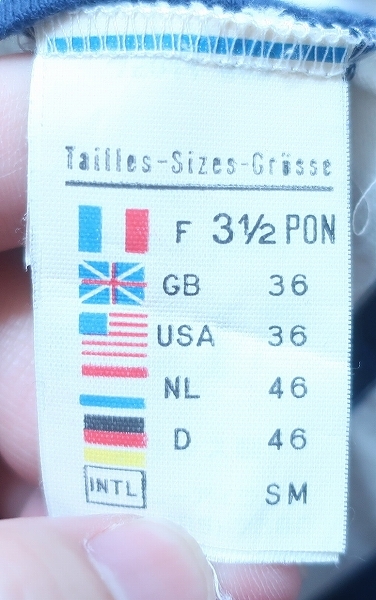 Tailles-Sizes-Grösse
F 3½ PON
GB 36
USA 36
NL 46
D 46
INTL SM